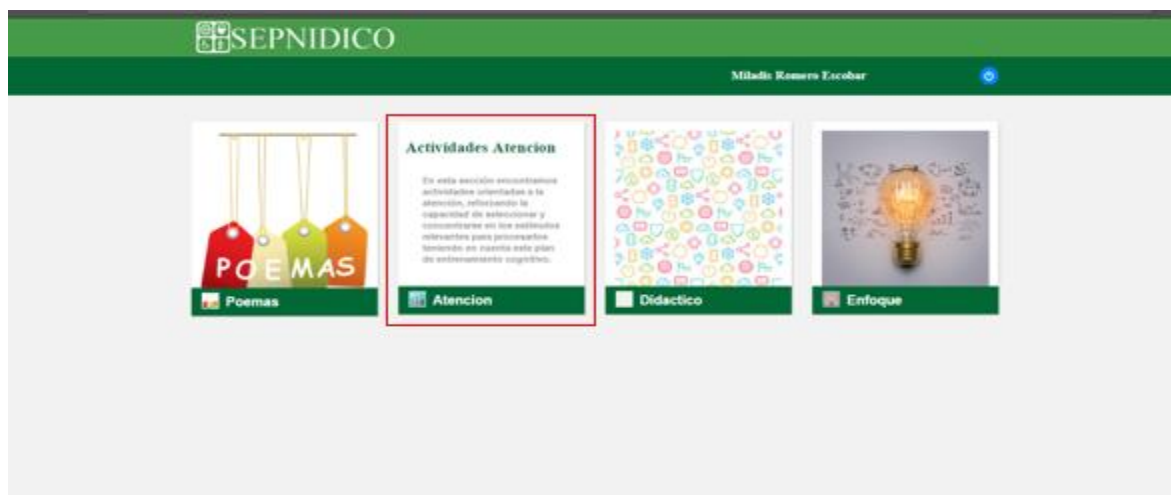 SEPNIDICO
Miladis Romero Escobar
POEMAS
Actividades Atencion
En esta sección encontramos
actividades orientadas a la
atención, reforzando la
capacidad de seleccionar y
concentrarse en los estímulos
relevantes para procesarlos
teniendo en cuenta este plan
de entrenamiento cognitivo.
Poemas
Atencion
Didactico
Enfoque